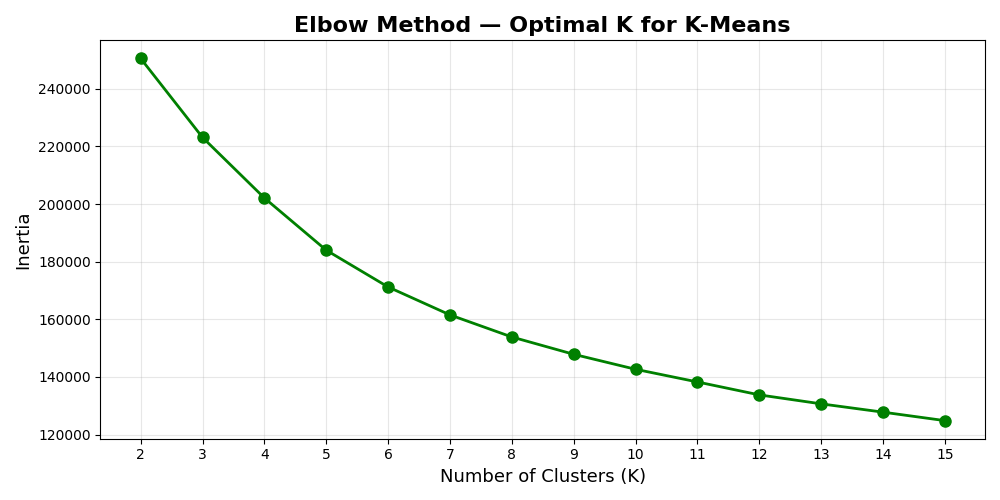 Elbow Method — Optimal K for K-Means
Inertia
240000
220000
200000
180000
160000
140000
120000
2 3 4 5 6 7 8 9 10 11 12 13 14 15
Number of Clusters (K)